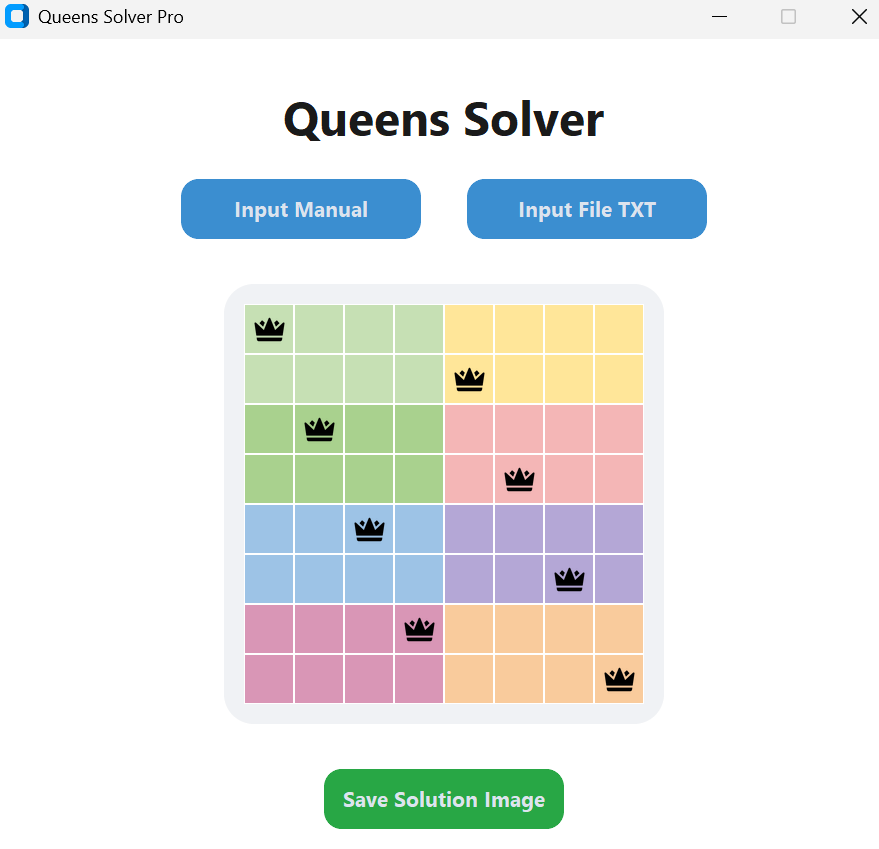 Queens Solver Pro
Queens Solver
Input Manual
Input File TXT
Save Solution Image